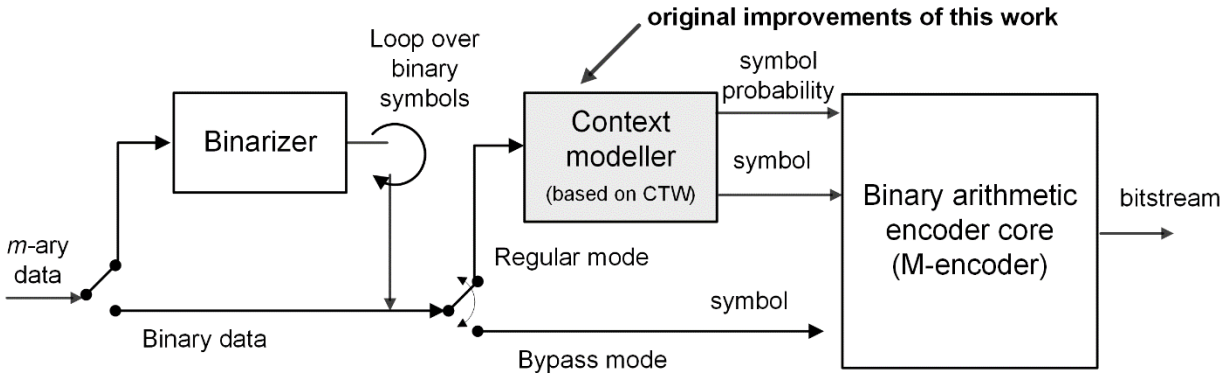 original improvements of this work
Loop over
binary
symbols
symbol
probability
Binarizer
Context
modeller
(based on CTW)
symbol
Binary arithmetic
encoder core
(M-encoder)
bitstream
m-ary
data
Regular mode
symbol
Binary data
Bypass mode